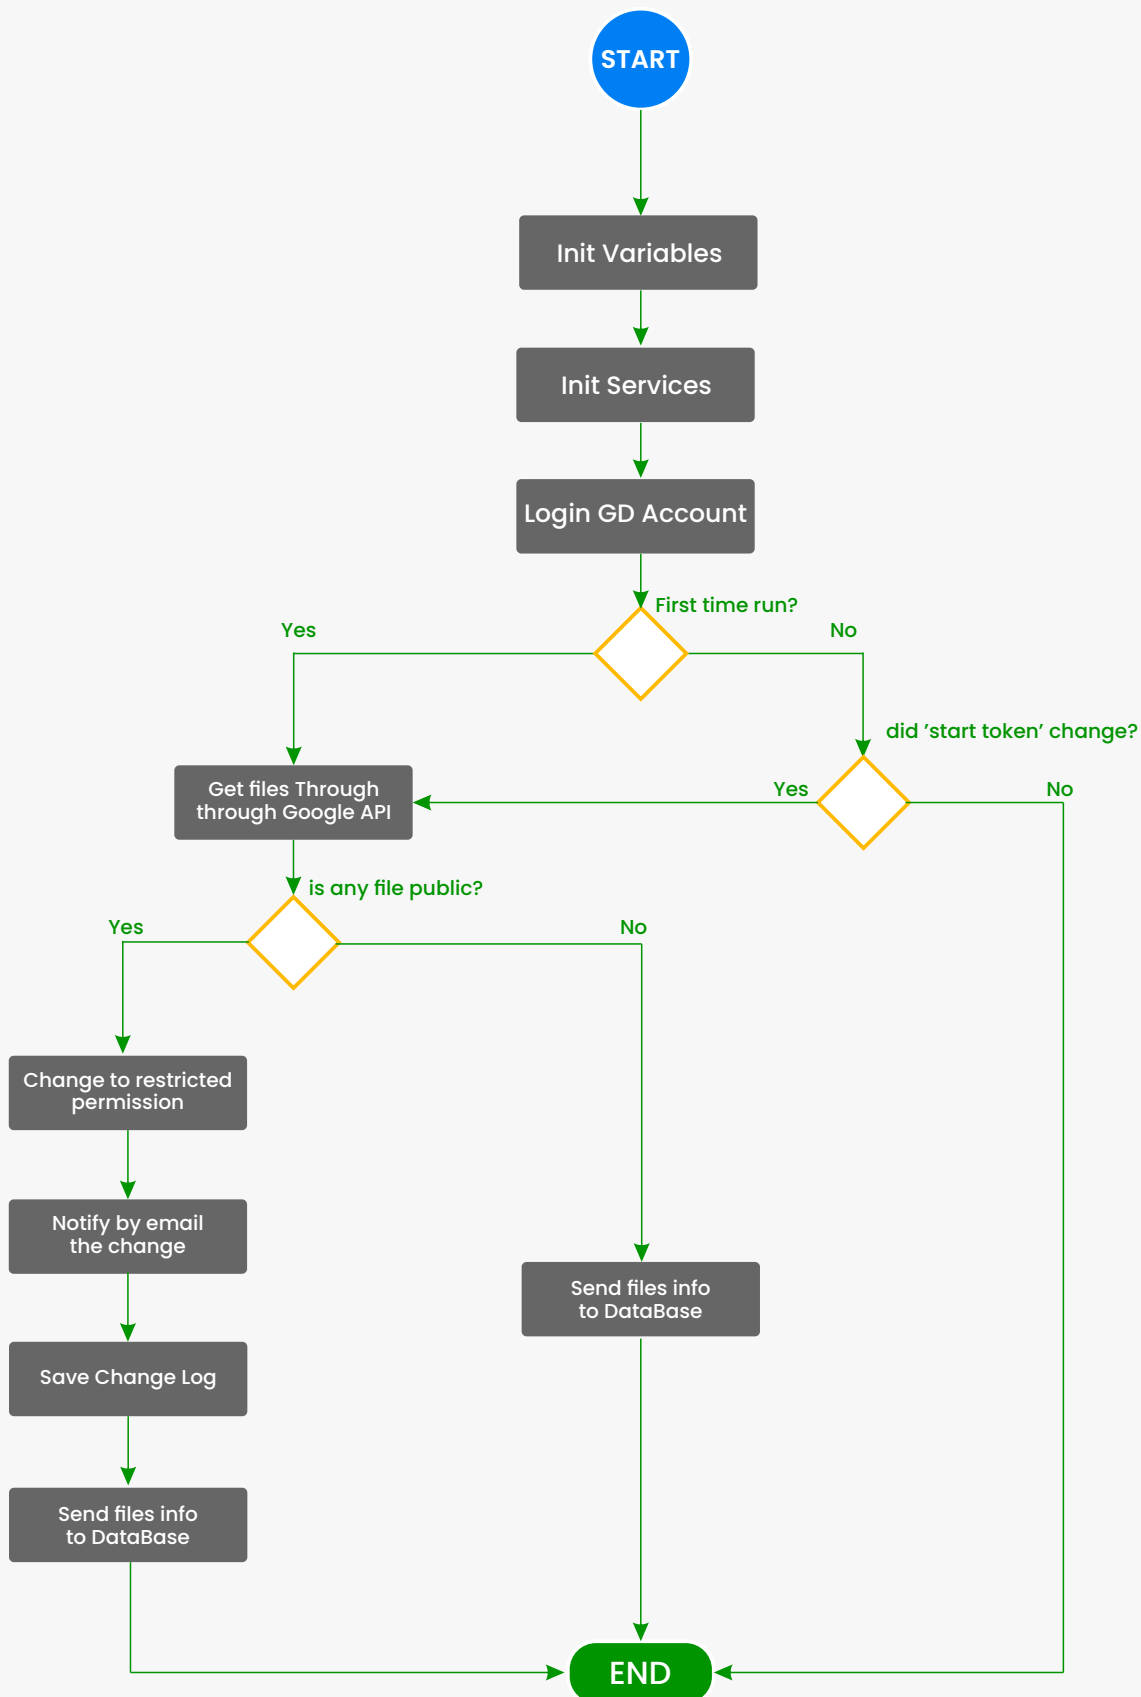 START
Init Variables
Init Services
Login GD Account
First time run?
Yes
No
did ’start token’ change?
Get files Through
through Google API
Yes
No
is any file public?
Yes
No
Change to restricted
permission
Notify by email
the change
Send files info
to DataBase
Save Change Log
Send files info
to DataBase
END